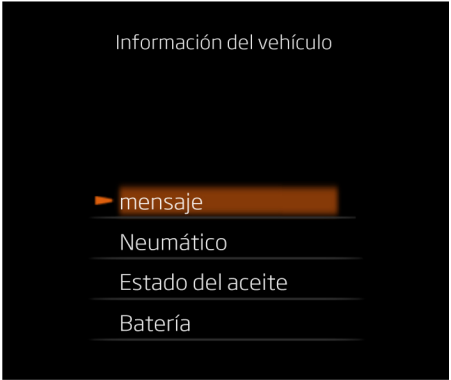 Información del vehículo
mensaje
Neumático
Estado del aceite
Batería